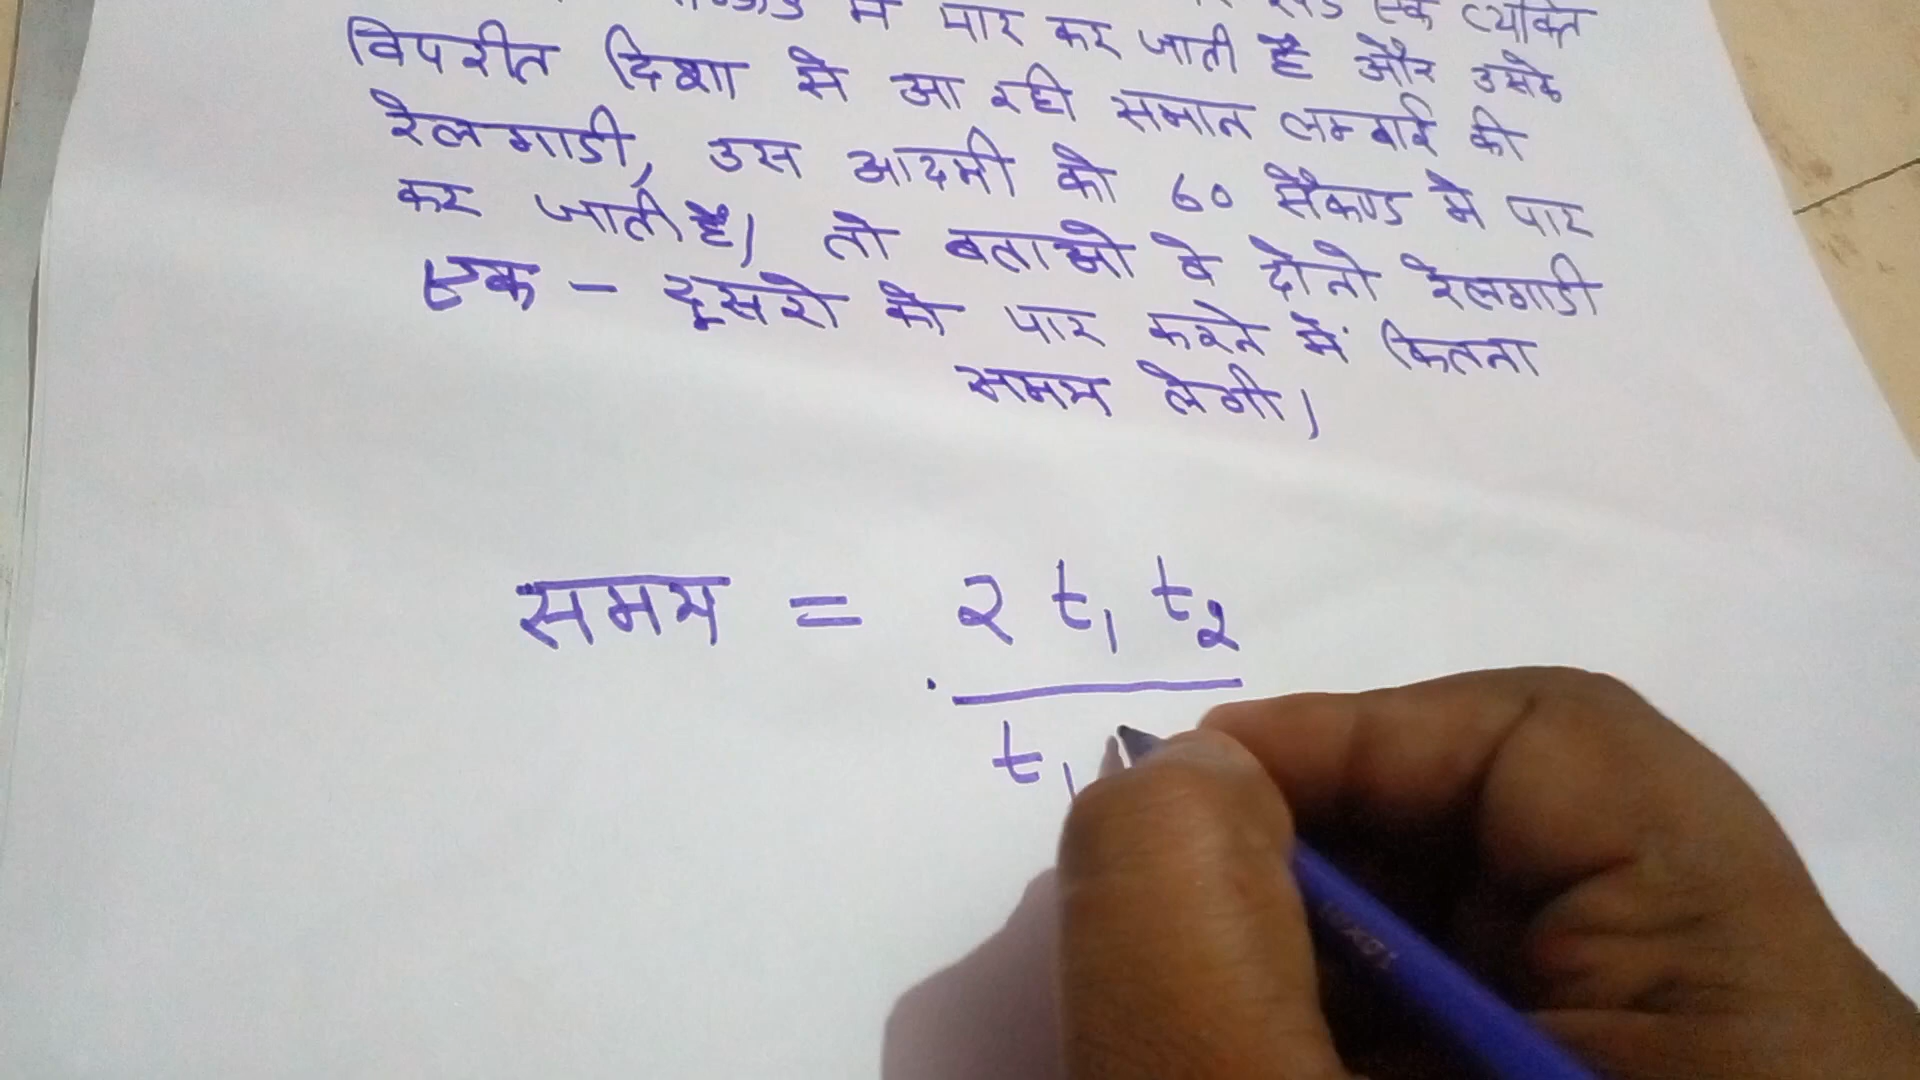 में पार कर जाती है और उसके
एक व्यक्ति
विपरीत दिशा से आ रही समान लम्बाई की
रेलगाडी, उस आदमी को 60 सैकण्ड मे पार
कर जाती है। तो बताओ वे दोनो रेलगाडी
एक - दूसरो को पार करने में कितना
समय लेगी।
समय = 2 t₁ t₂
t₁